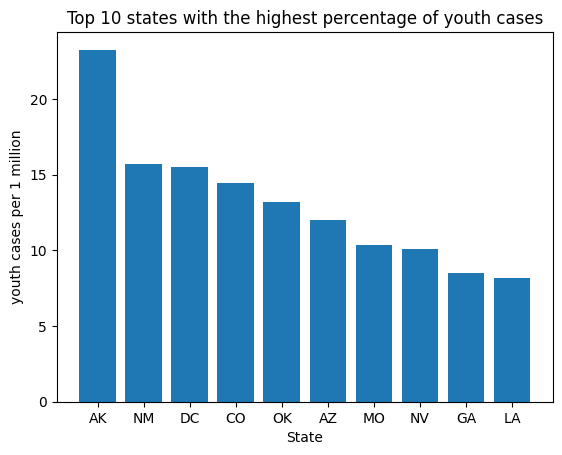 Top 10 states with the highest percentage of youth cases
youth cases per 1 million
20
15
10
5
0
AK NM DC CO OK AZ MO NV GA LA
State